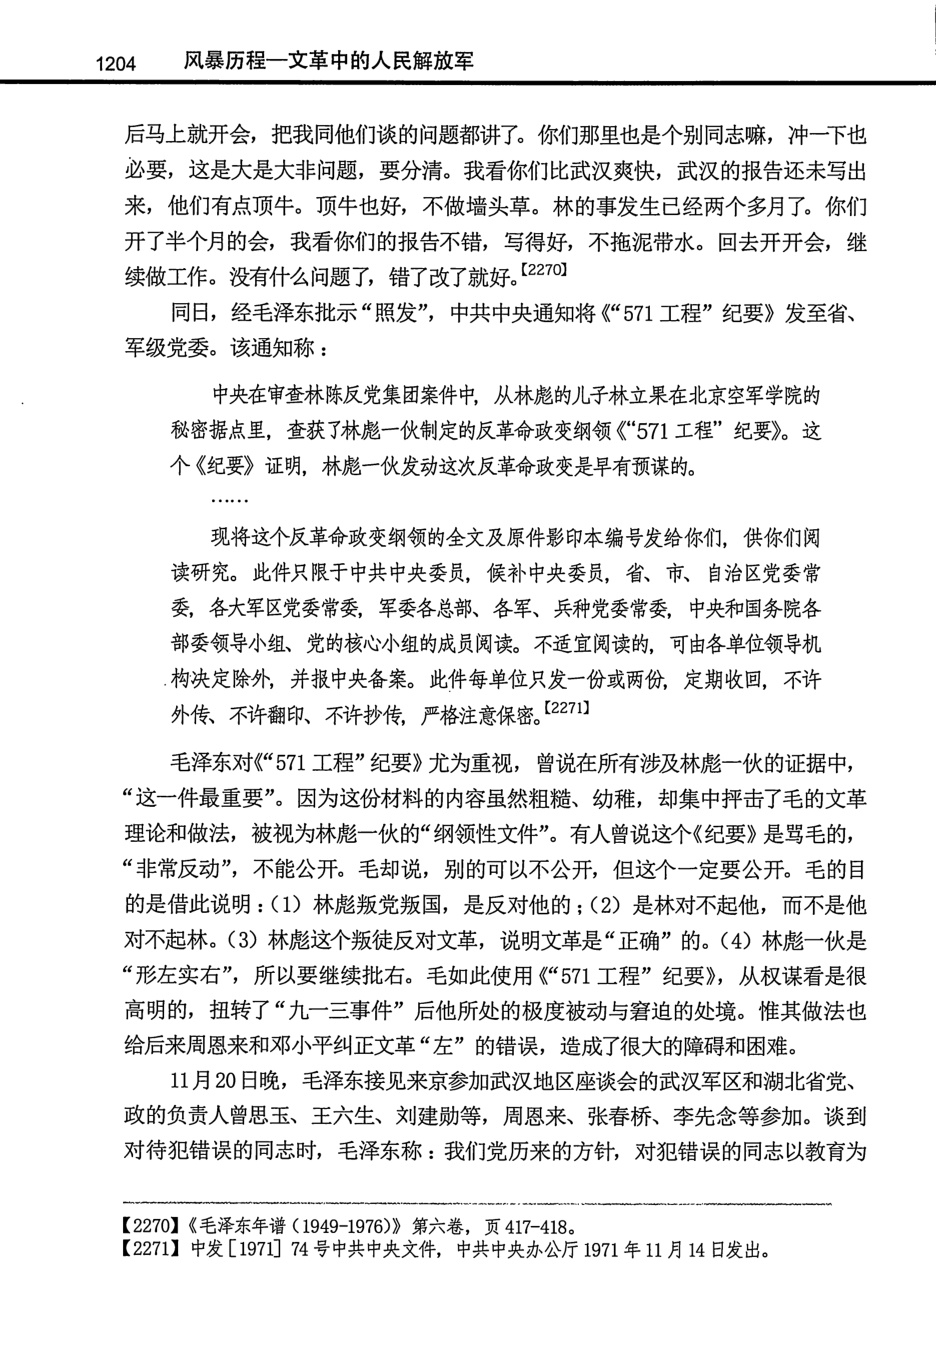 1204 风暴历程—文革中的人民解放军
后马上就开会，把我同他们谈的问题都讲了。你们那里也是个别同志嘛，冲一下也
必要，这是大是大非问题，要分清。我看你们比武汉爽快，武汉的报告还未写出
来，他们有点顶牛。顶牛也好，不做墙头草。林的事发生已经两个多月了。你们
开了半个月的会，我看你们的报告不错，写得好，不拖泥带水。回去开开会，继
续做工作。没有什么问题了，错了改了就好。【2270】
同日，经毛泽东批示“照发”，中共中央通知将《“571工程”纪要》发至省、
军级党委。该通知称：
中央在审查林陈反党集团案件中，从林彪的儿子林立果在北京空军学院的
秘密据点里，查获了林彪一伙制定的反革命政变纲领《“571工程”纪要》。这
个《纪要》证明，林彪一伙发动这次反革命政变是早有预谋的。
……
现将这个反革命政变纲领的全文及原件影印本编号发给你们，供你们阅
读研究。此件只限于中共中央委员，候补中央委员，省、市、自治区党委常
委，各大军区党委常委，军委各总部、各军、兵种党委常委，中央和国务院各
部委领导小组、党的核心小组的成员阅读。不适宜阅读的，可由各单位领导机
构决定除外，并报中央备案。此件每单位只发一份或两份，定期收回，不许
外传、不许翻印、不许抄传，严格注意保密。【2271】
毛泽东对《“571工程”纪要》尤为重视，曾说在所有涉及林彪一伙的证据中，
“这一件最重要”。因为这份材料的内容虽然粗糙、幼稚，却集中抨击了毛的文革
理论和做法，被视为林彪一伙的“纲领性文件”。有人曾说这个《纪要》是骂毛的，
“非常反动”，不能公开。毛却说，别的可以不公开，但这个一定要公开。毛的目
的是借此说明：（1）林彪叛党叛国，是反对他的；（2）是林对不起他，而不是他
对不起林。（3）林彪这个叛徒反对文革，说明文革是“正确”的。（4）林彪一伙是
“形左实右”，所以要继续批右。毛如此使用《“571工程”纪要》，从权谋看是很
高明的，扭转了“九一三事件”后他所处的极度被动与窘迫的处境。惟其做法也
给后来周恩来和邓小平纠正文革“左”的错误，造成了很大的障碍和困难。
11月20日晚，毛泽东接见来京参加武汉地区座谈会的武汉军区和湖北省党、
政的负责人曾思玉、王六生、刘建勋等，周恩来、张春桥、李先念等参加。谈到
对待犯错误的同志时，毛泽东称：我们党历来的方针，对犯错误的同志以教育为
【2270】《毛泽东年谱（1949-1976）》第六卷，页417-418。
【2271】中发［1971］74号中共中央文件，中共中央办公厅1971年11月14日发出。